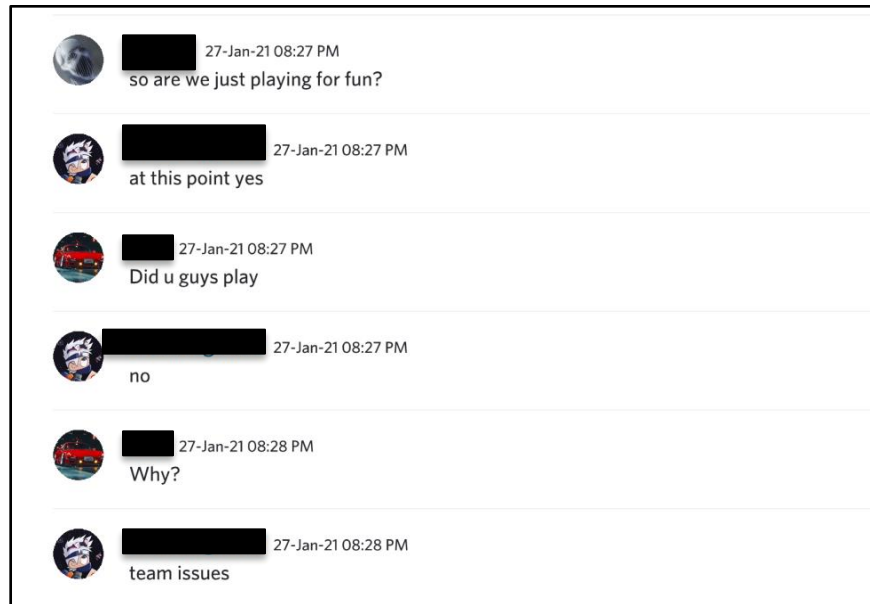 27-Jan-21 08:27 PM
so are we just playing for fun?
27-Jan-21 08:27 PM
at this point yes
27-Jan-21 08:27 PM
Did u guys play
27-Jan-21 08:27 PM
no
27-Jan-21 08:28 PM
Why?
27-Jan-21 08:28 PM
team issues